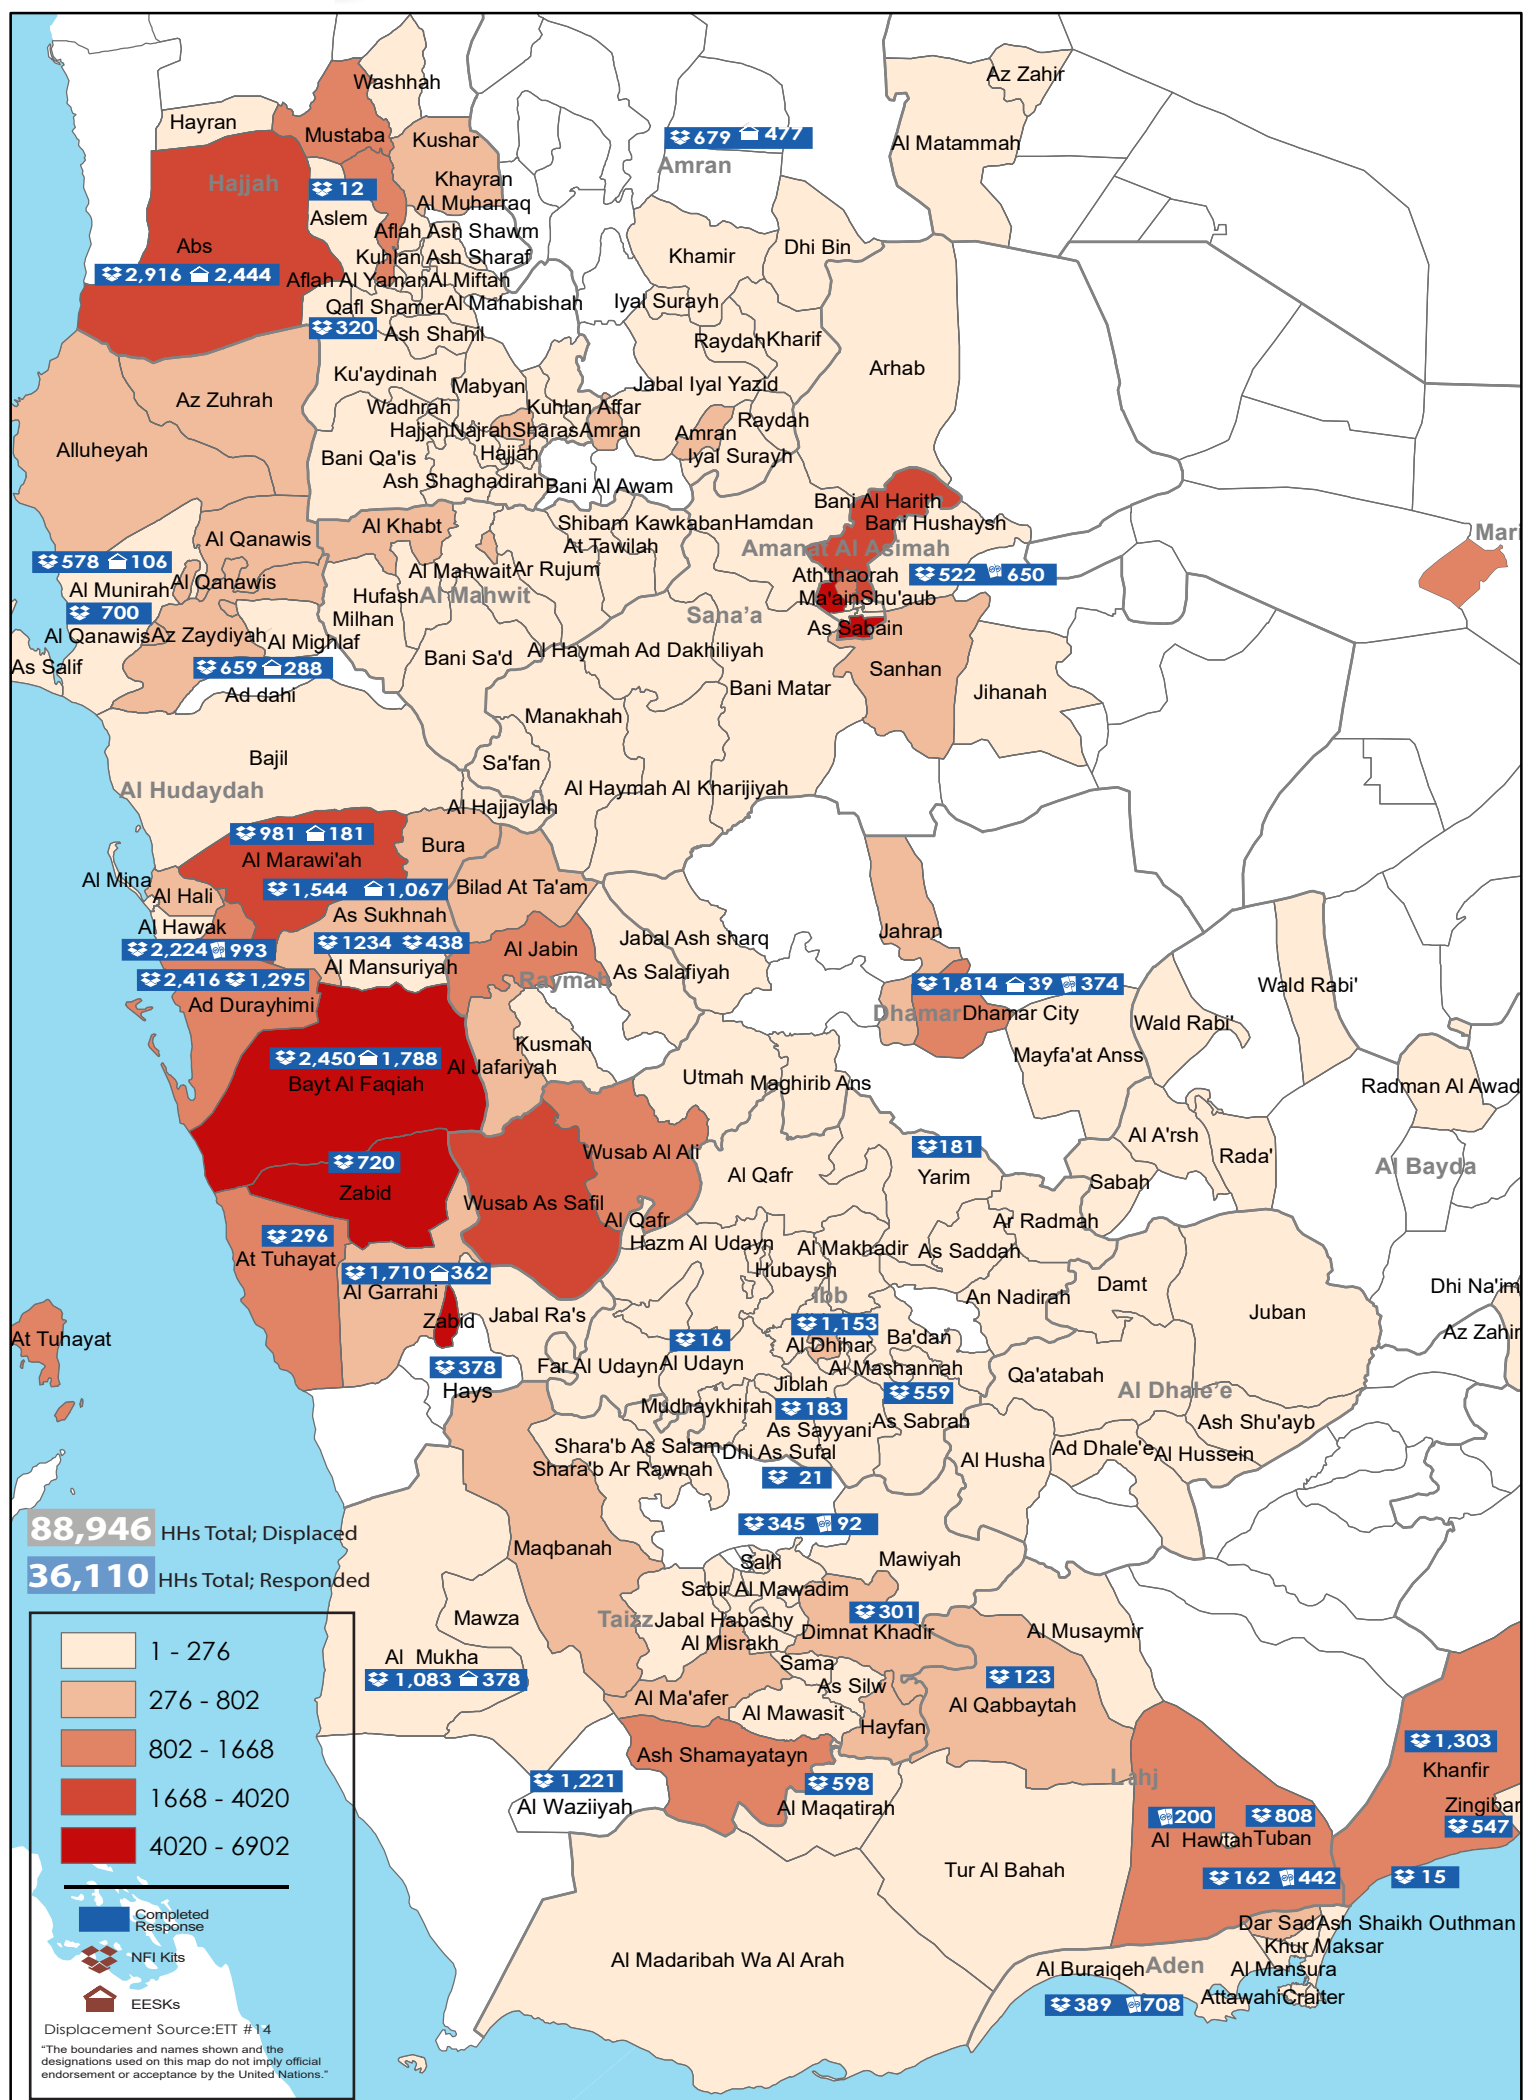 Washhah
Az Zahir
Hayran
Mustaba
Kushar
679 477
Al Matammah
Amran
Hajjah
12
Khayran
Al Muharraq
Aslem
Aflah Ash Shawm
Abs
Kuhlan Ash Sharaf
Khamir
Dhi Bin
2,916 2,444
Aflah Al Yaman Al Miftah
Qafl Shamer Al Mahabishah
Iyal Surayh
320
Ash Shahil
Raydah Kharif
Arhab
Ku'aydinah
Mabyan
Jabal Iyal Yazid
Az Zuhrah
Wadhrah
Kuhlan Affar
Raydah
Hajjah Najrah Sharas Amran
Amran
Alluheyah
Bani Qa'is
Hajjah
Iyal Surayh
Ash Shaghadirah
Bani Al Awam
Bani Al Harith
Al Khabt
Shibam Kawkaban Hamdan
Bani Hushaysh
Mari
Al Qanawis
At Tawilah
Amanat Al Asimah
578 106
Al Mahwait Ar Rujum
Ath'thaorah
522 650
Al Munirah Al Qanawis
Hufash
Al Mahwit
Ma'ain Shu'aub
700
Milhan
Sana’a
As Sabain
Al Qanawis Az Zaydiyah
Al Mighlaf
Al Haymah Ad Dakhiliyah
As Salif
659 288
Bani Sa'd
Sanhan
Ad dahi
Bani Matar
Jihanah
Manakhah
Bajil
Sa'fan
Al Hudaydah
Al Haymah Al Kharijiyah
Al Hajjaylah
981 181
Bura
Al Marawi'ah
Al Mina
1,544 1,067
Bilad At Ta'am
Al Hali
As Sukhnah
Al Hawak
1234 438
Al Jabin
Jabal Ash sharq
Jahran
2,224 993
Al Mansuriyah
Raymah
As Salafiyah
2,416 1,295
1,814 39 374
Wald Rabi'
Ad Durayhimi
Dhamar Dhamar City
Wald Rabi'
Kusmah
2,450 1,788
Al Jafariyah
Mayfa'at Anss
Bayt Al Faqiah
Utmah Maghirib Ans
Radman Al Awad
Al A'rsh
720
Wusab Al Ali
181
Rada'
Al Bayda
Zabid
Wusab As Safil
Al Qafr
Yarim
Sabah
296
Al Qafr
Ar Radmah
At Tuhayat
Hazm Al Udayn
Al Makhadir
As Saddah
1,710 362
Hubaysh
Damt
Dhi Na'im
Al Garrahi
Ibb
An Nadirah
Juban
Zabid
Jabal Ra's
1,153
At Tuhayat
16
Al Dhihar
Ba'dan
Az Zahir
378
Far Al Udayn Al Udayn
Al Mashannah
Qa'atabah
Hays
Jiblah
559
Al Dhale’e
Mudhaykhirah
183
As Sabrah
Ash Shu'ayb
As Sayyani
Shara'b As Salam Dhi As Sufal
Al Husha
Ad Dhale'e Al Hussein
Shara'b Ar Rawnah
21
88,946 HHs Total; Displaced
345 92
Maqbanah
Salh
Mawiyah
36,110 HHs Total; Responded
Sabir Al Mawadim
Mawza
Taizz Jabal Habashy
301
1 - 276
Al Misrakh
Dimnat Khadir
Al Musaymir
Al Mukha
Sama
1,083 378
As Silw
123
276 - 802
Al Ma'afer
Al Mawasit
Hayfan
Al Qabbaytah
802 - 1668
Ash Shamayatayn
1,303
Khanfir
1,221
598
Lahj
1668 - 4020
Al Waziiyah
Al Maqatirah
200
808
Zingibar
547
4020 - 6902
Al Hawtah Tuban
Tur Al Bahah
162 442
15
Completed
Response
Dar Sad Ash Shaikh Outhman
Khur Maksar
NFI Kits
Al Madaribah Wa Al Arah
Al Buraiqeh Aden
Al Mansura
EESKs
389 708
Attawahi Craiter
Displacement Source:ETT #14
“The boundaries and names shown and the
designations used on this map do not imply official
endorsement or acceptance by the United Nations.”